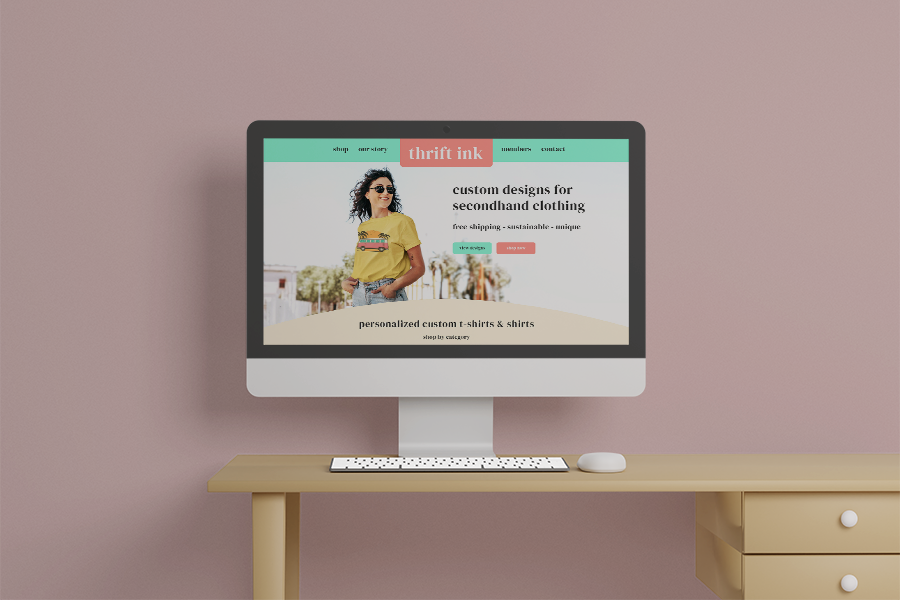 shop our story thrift ink members contact
custom designs for
secondhand clothing
free shipping - sustainable - unique
view designs shop now
personalized custom t-shirts & shirts
shop by category